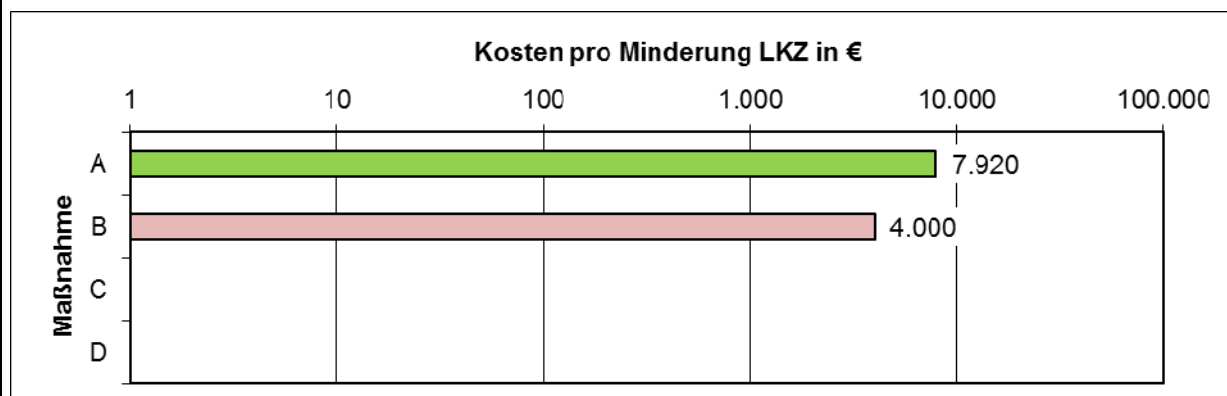 Kosten pro Minderung LKZ in €
1 10 100 1.000 10.000 100.000
Maßnahme
A 7.920
B 4.000
C
D